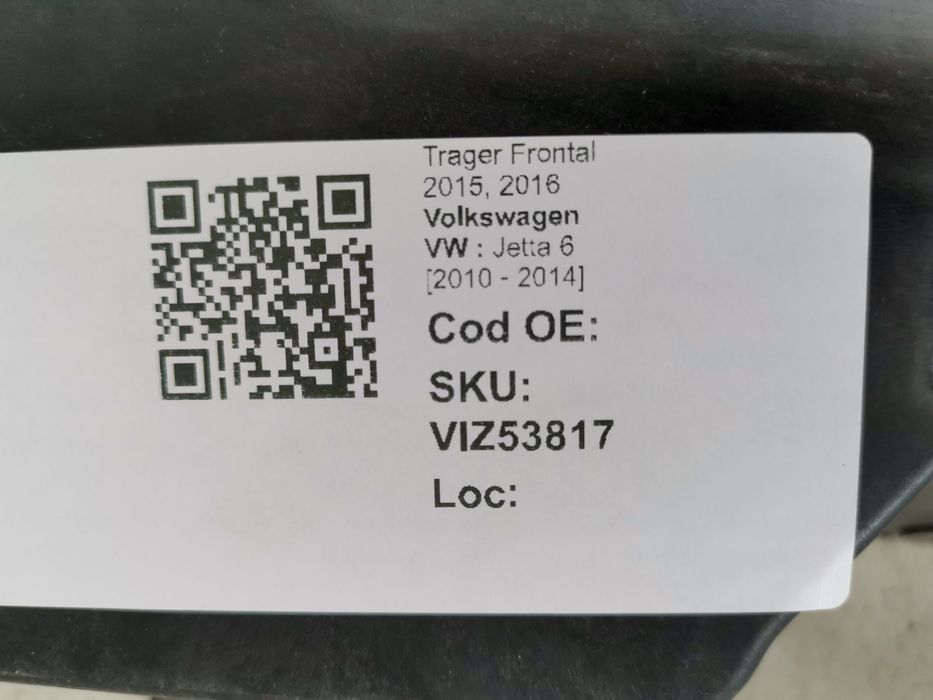 Trager Frontal
2015, 2016
Volkswagen
VW : Jetta 6
[2010 - 2014]
Cod OE:
SKU:
VIZ53817
Loc: